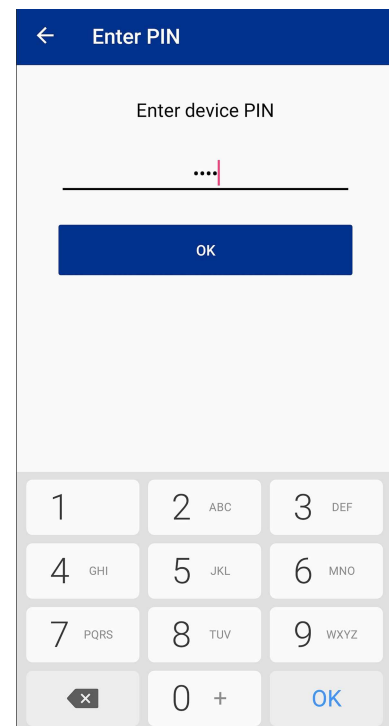 Enter PIN
Enter device PIN
••••
OK
1 2 ABC 3 DEF
4 GHI 5 JKL 6 MNO
7 PQRS 8 TUV 9 WXYZ
0 + OK